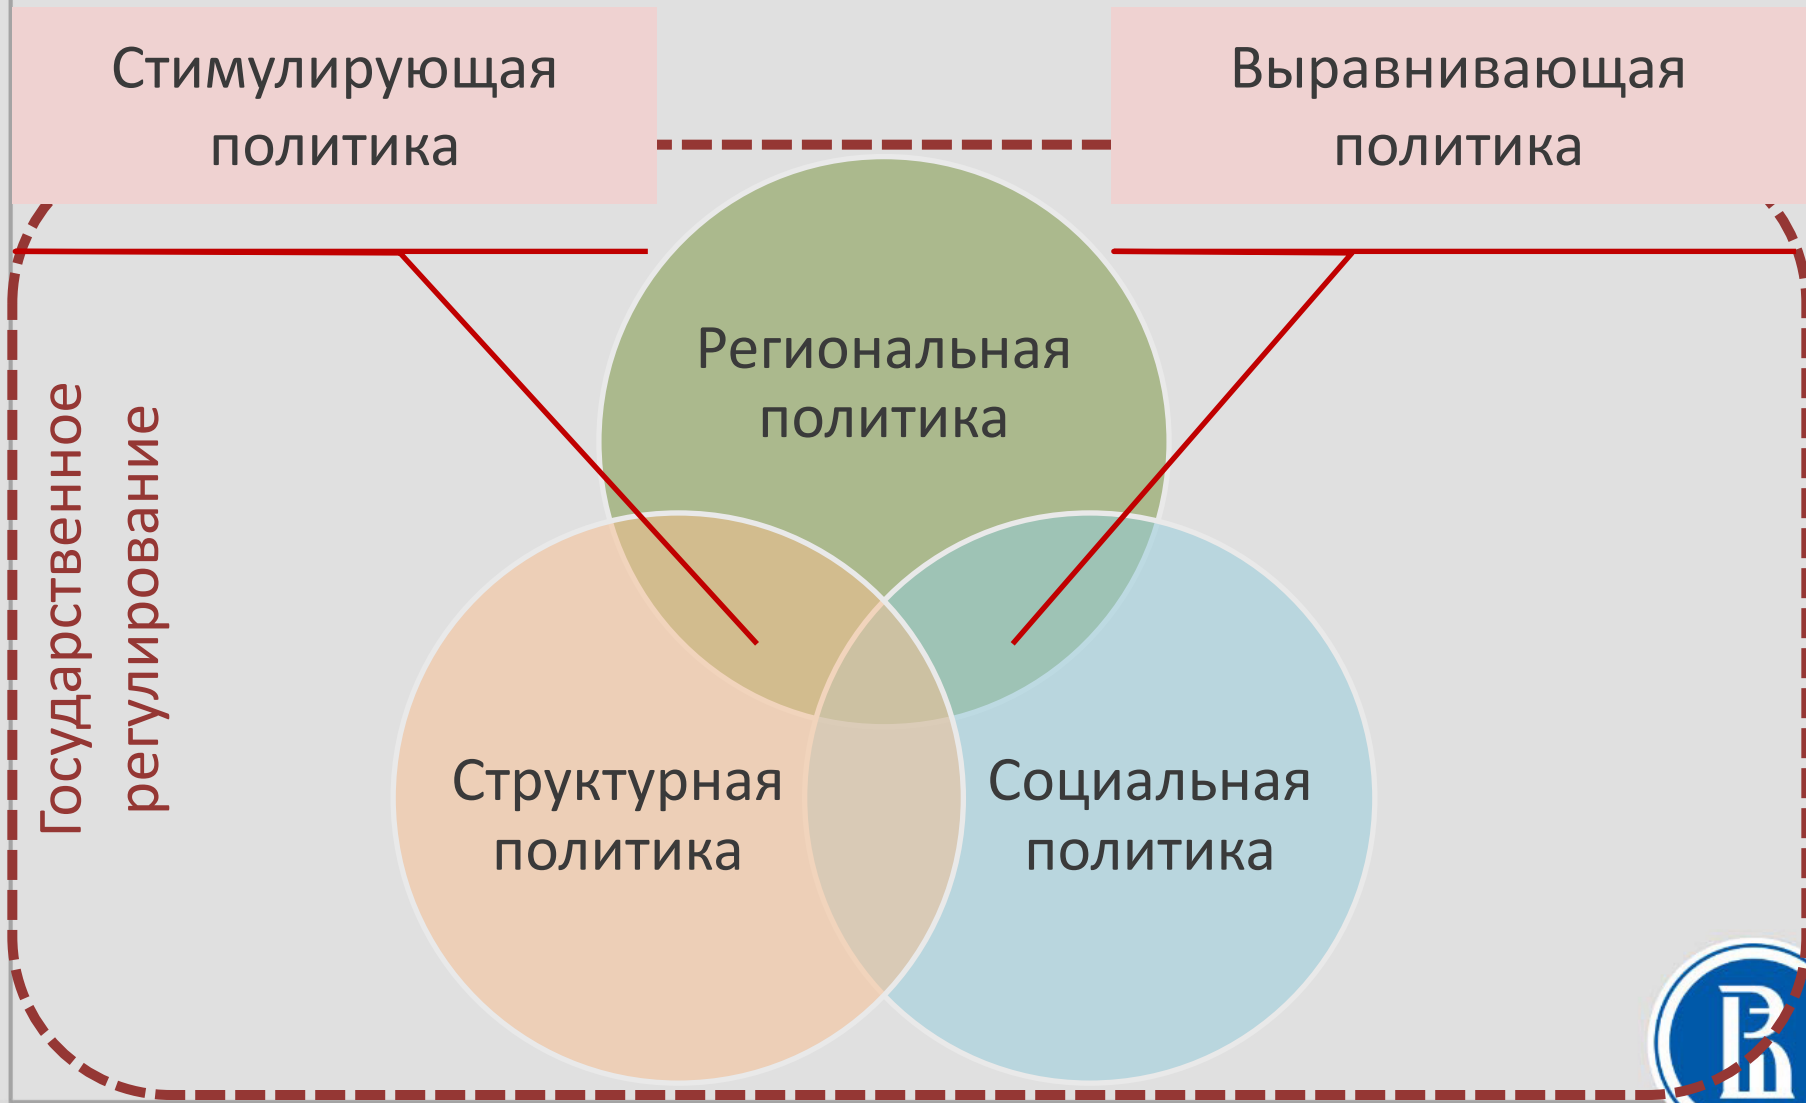 Стимулирующая
политика
Выравнивающая
политика
Региональная
политика
Государственное
регулирование
Структурная
политика
Социальная
политика